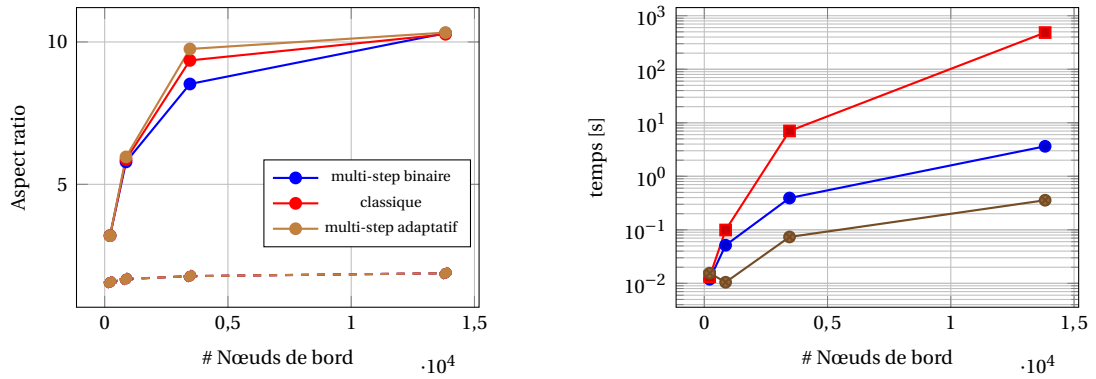 10
5
Aspect ratio
multi-step binaire
classique
multi-step adaptatif
0
0,5
1
1,5
# Nœuds de bord
·10^4
10^3
10^2
10^1
10^0
10^−1
10^−2
temps [s]
0
0,5
1
1,5
# Nœuds de bord
·10^4